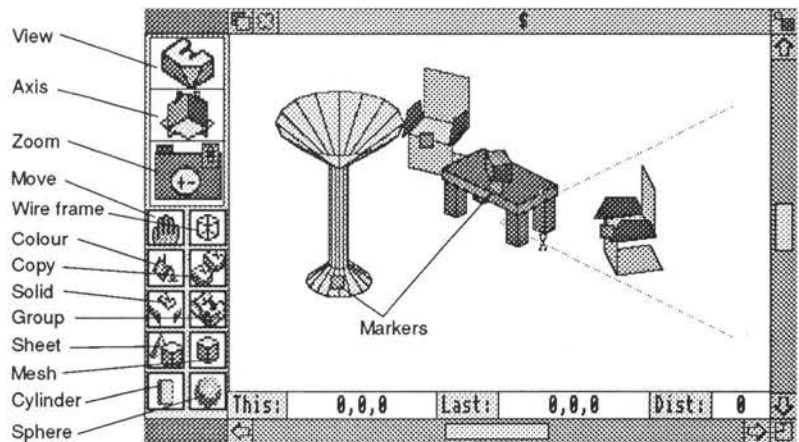 $
View
Axis
Zoom
Move
Wire frame
Colour
Copy
Solid
Group
Sheet
Mesh
Cylinder
Sphere
+-
Markers
This: 0,0,0 Last: 0,0,0 Dist: 0